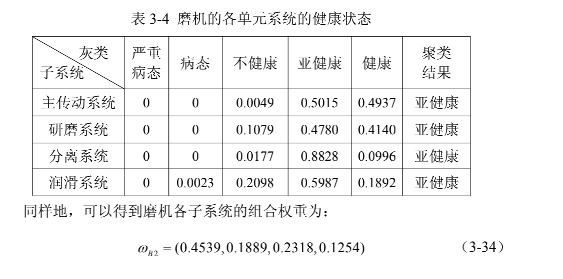 表 3-4 磨机的各单元系统的健康状态
灰类 子系统 严重病态 病态 不健康 亚健康 健康 聚类结果
主传动系统 0 0 0.0049 0.5015 0.4937 亚健康
研磨系统 0 0 0.1079 0.4780 0.4140 亚健康
分离系统 0 0 0.0177 0.8828 0.0996 亚健康
润滑系统 0 0.0023 0.2098 0.5987 0.1892 亚健康
同样地，可以得到磨机各子系统的组合权重为：
ω_{B2} = (0.4539, 0.1889, 0.2318, 0.1254) （3-34）